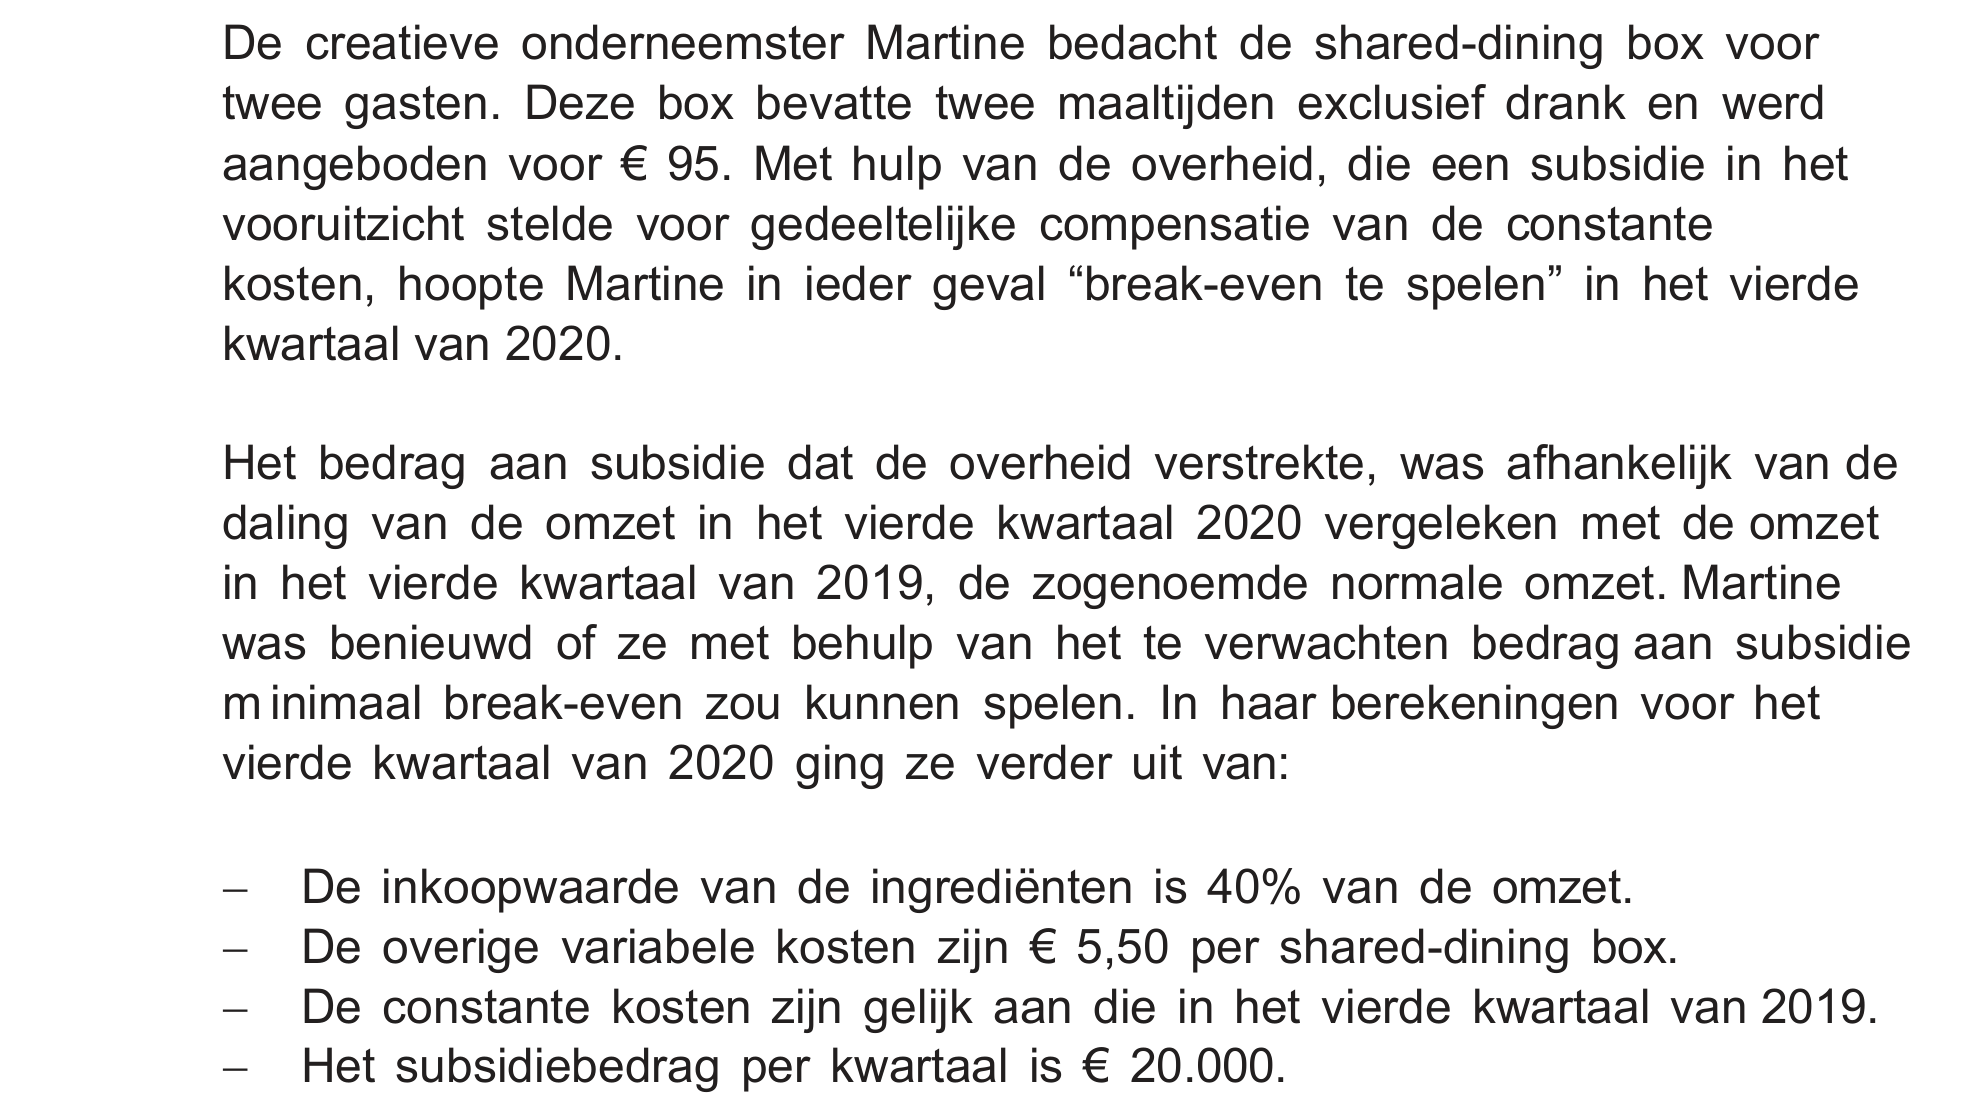 De creatieve onderneemster Martine bedacht de shared-dining box voor
twee gasten. Deze box bevatte twee maaltijden exclusief drank en werd
aangeboden voor € 95. Met hulp van de overheid, die een subsidie in het
vooruitzicht stelde voor gedeeltelijke compensatie van de constante
kosten, hoopte Martine in ieder geval “break-even te spelen” in het vierde
kwartaal van 2020.
Het bedrag aan subsidie dat de overheid verstrekte, was afhankelijk van de
daling van de omzet in het vierde kwartaal 2020 vergeleken met de omzet
in het vierde kwartaal van 2019, de zogenoemde normale omzet. Martine
was benieuwd of ze met behulp van het te verwachten bedrag aan subsidie
m inimaal break-even zou kunnen spelen. In haar berekeningen voor het
vierde kwartaal van 2020 ging ze verder uit van:
– De inkoopwaarde van de ingrediënten is 40% van de omzet.
– De overige variabele kosten zijn € 5,50 per shared-dining box.
– De constante kosten zijn gelijk aan die in het vierde kwartaal van 2019.
– Het subsidiebedrag per kwartaal is € 20.000.